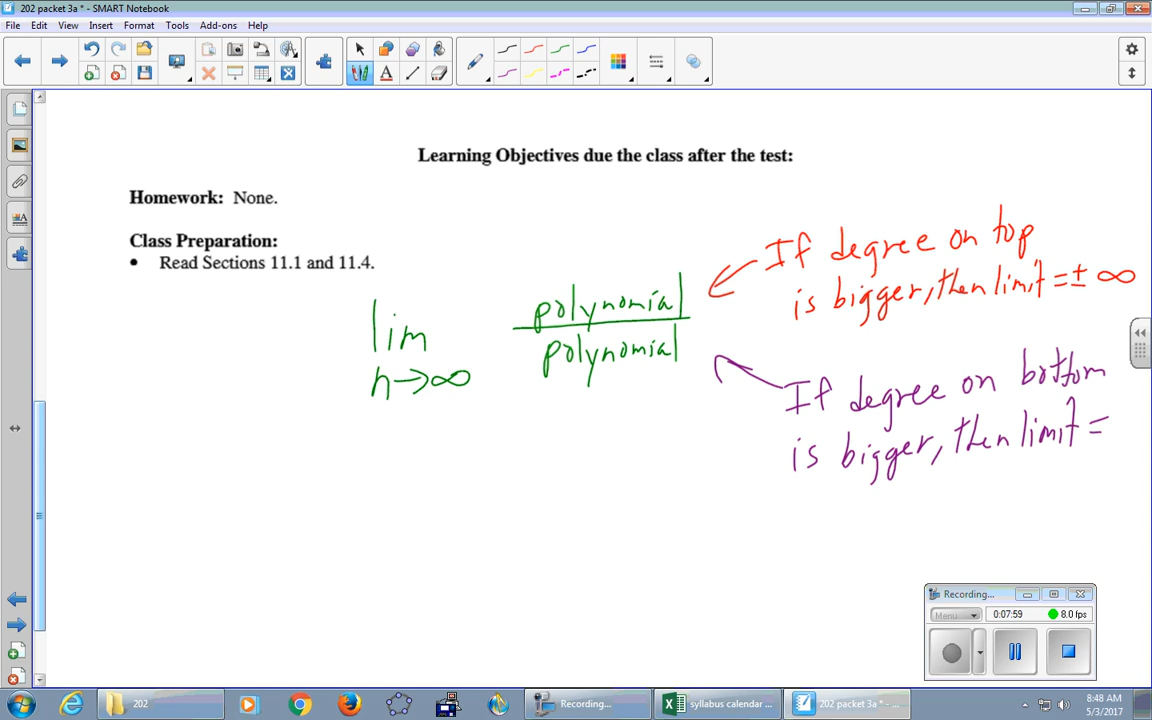 202 packet 3a * - SMART Notebook
File Edit View Insert Format Tools Add-ons Help
Learning Objectives due the class after the test:
Homework: None.
Class Preparation:
• Read Sections 11.1 and 11.4.
If degree on top
is bigger, then limit = ± ∞
lim
n→∞
polynomial
polynomial
If degree on bottom
is bigger, then limit =
Recording...
Menu
0:07:59
8.0 fps
202
Recording...
syllabus calendar ...
202 packet 3a * - ...
8:48 AM
5/3/2017